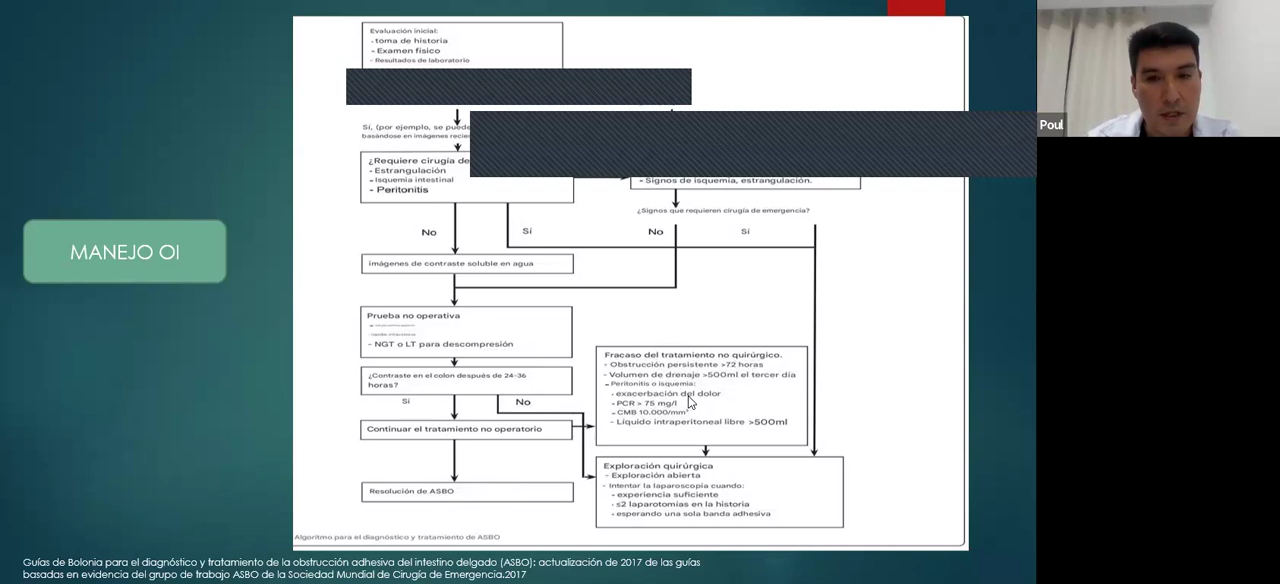 Evaluación inicial:
- toma de historia
- Examen físico
- Resultados de laboratorio
Sí, (por ejemplo, se puede
basándose en imágenes recien
¿Requiere cirugía de
- Estrangulación
- Isquemia intestinal
- Peritonitis
- Signos de isquemia, estrangulación.
¿Signos que requieren cirugía de emergencia?
No
Sí
No
Sí
imágenes de contraste soluble en agua
Prueba no operativa
- NGT o LT para descompresión
¿Contraste en el colon después de 24-36
horas?
Sí
No
Continuar el tratamiento no operatorio
Resolución de ASBO
Fracaso del tratamiento no quirúrgico.
- Obstrucción persistente >72 horas
- Volumen de drenaje >500ml el tercer día
- Peritonitis o isquemia:
- exacerbación del dolor
- PCR > 75 mg/l
- CMB 10.000/mm³
- Líquido intraperitoneal libre >500ml
Exploración quirúrgica
- Exploración abierta
- Intentar la laparoscopia cuando:
- experiencia suficiente
- ≤2 laparotomías en la historia
- esperando una sola banda adhesiva
Algoritmo para el diagnóstico y tratamiento de ASBO
MANEJO OI
Guías de Bolonia para el diagnóstico y tratamiento de la obstrucción adhesiva del intestino delgado (ASBO): actualización de 2017 de las guías
basadas en evidencia del grupo de trabajo ASBO de la Sociedad Mundial de Cirugía de Emergencia.2017
Poul